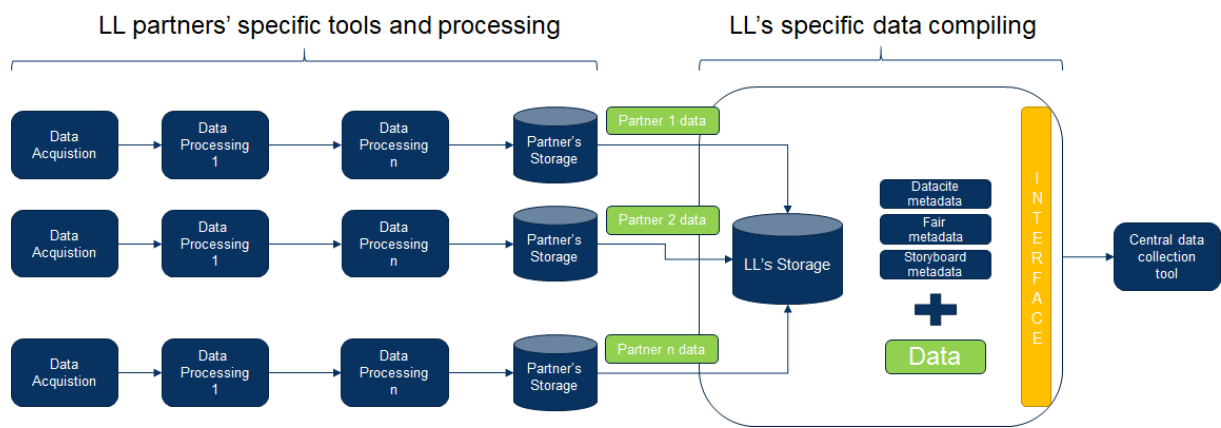 LL partners' specific tools and processing
LL's specific data compiling
Data
Acquistion
Data
Processing
1
Data
Processing
n
Partner's
Storage
Partner 1 data
Data
Acquistion
Data
Processing
1
Data
Processing
n
Partner's
Storage
Partner 2 data
Data
Acquistion
Data
Processing
1
Data
Processing
n
Partner's
Storage
Partner n data
LL's Storage
Datacite
metadata
Fair
metadata
Storyboard
metadata
Data
INTERFACE
Central data
collection
tool